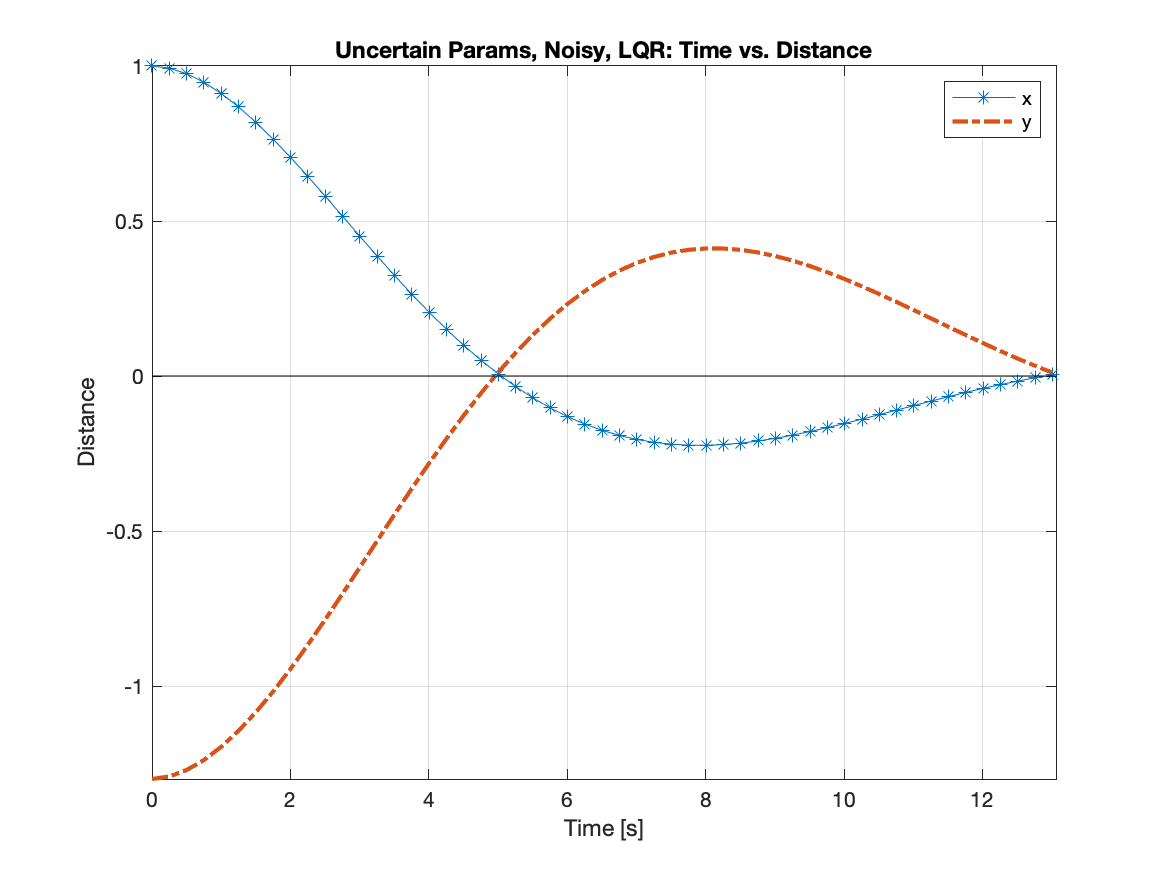 Uncertain Params, Noisy, LQR: Time vs. Distance
x
y
1
0.5
0
-0.5
-1
Distance
0 2 4 6 8 10 12
Time [s]